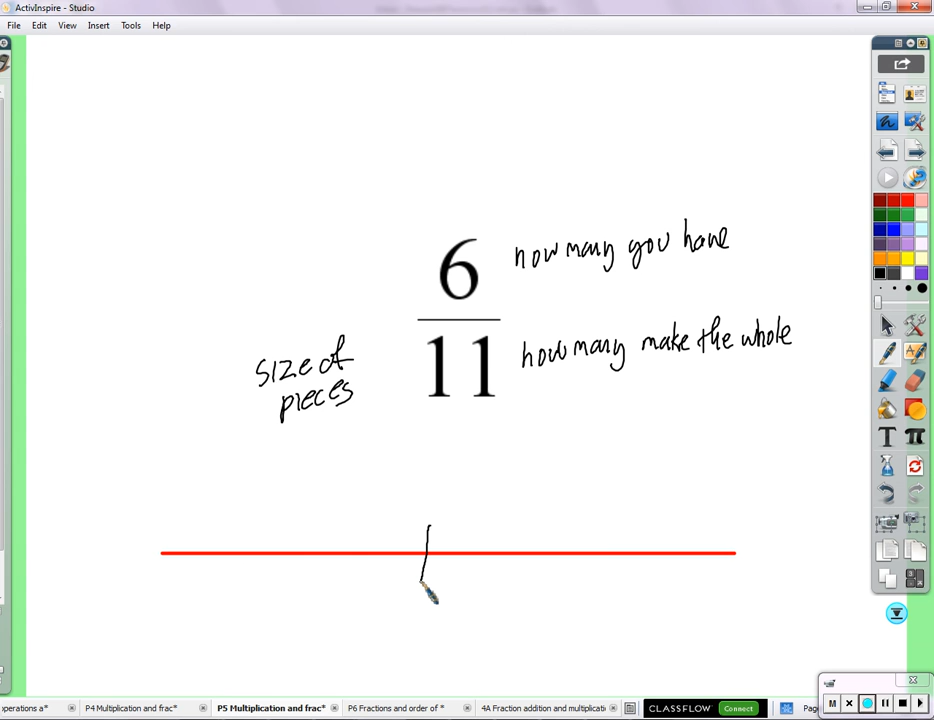 ActivInspire - Studio
File Edit View Insert Tools Help
6 how many you have
11 how many make the whole
size of
pieces
operations a* P4 Multiplication and frac* P5 Multiplication and frac* P6 Fractions and order of * 4A Fraction addition and multiplicati CLASSFLOW Connect Page
M